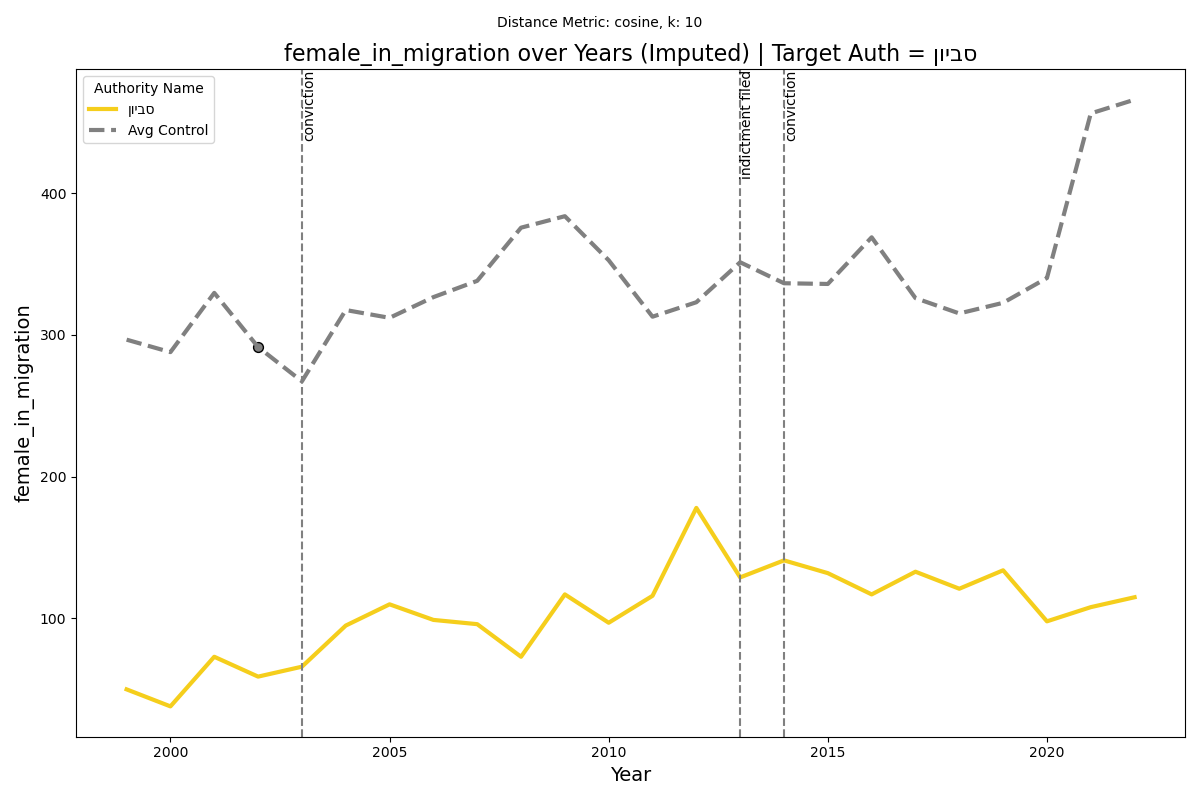 Distance Metric: cosine, k: 10
female_in_migration over Years (Imputed) | Target Auth = סביון
Authority Name
סביון
Avg Control
conviction
indictment filed
conviction
female_in_migration
400
300
200
100
2000
2005
2010
2015
2020
Year